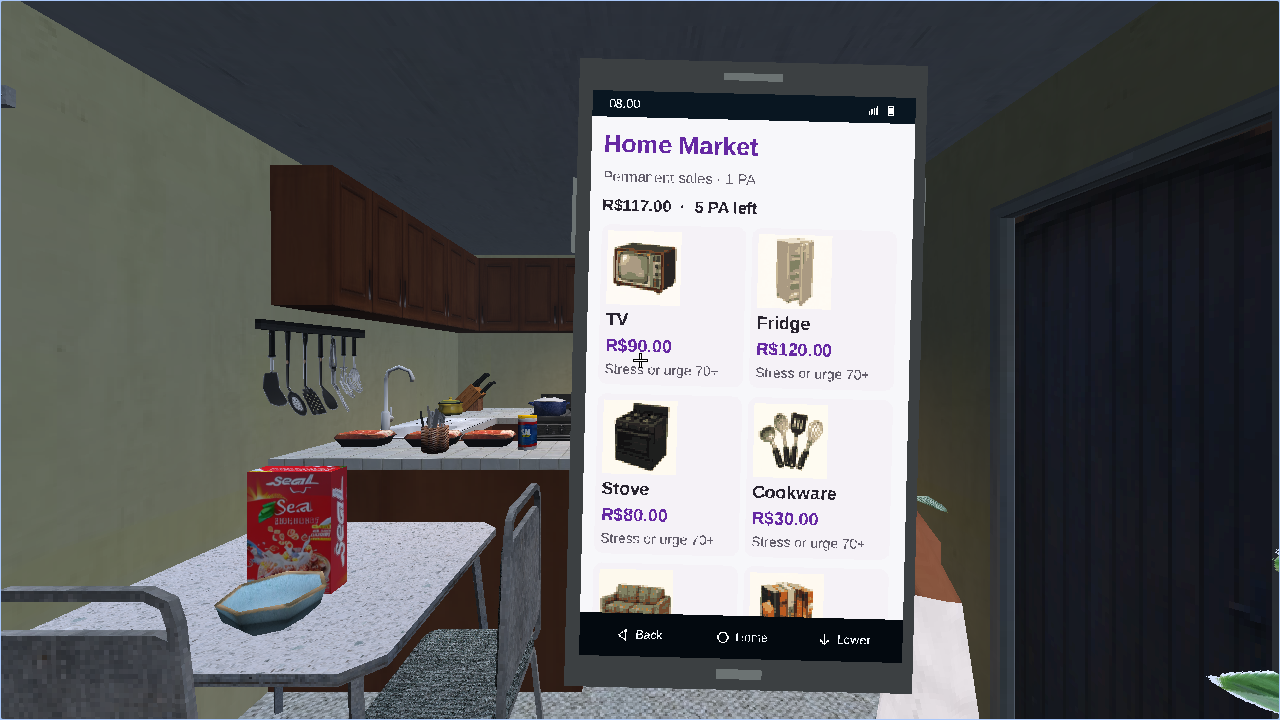 08.00
Home Market
Permanent sales · 1 PA
R$117.00 · 5 PA left
TV
R$90.00
Stress or urge 70+
Fridge
R$120.00
Stress or urge 70+
Stove
R$80.00
Stress or urge 70+
Cookware
R$30.00
Stress or urge 70+
Back
Home
Lower